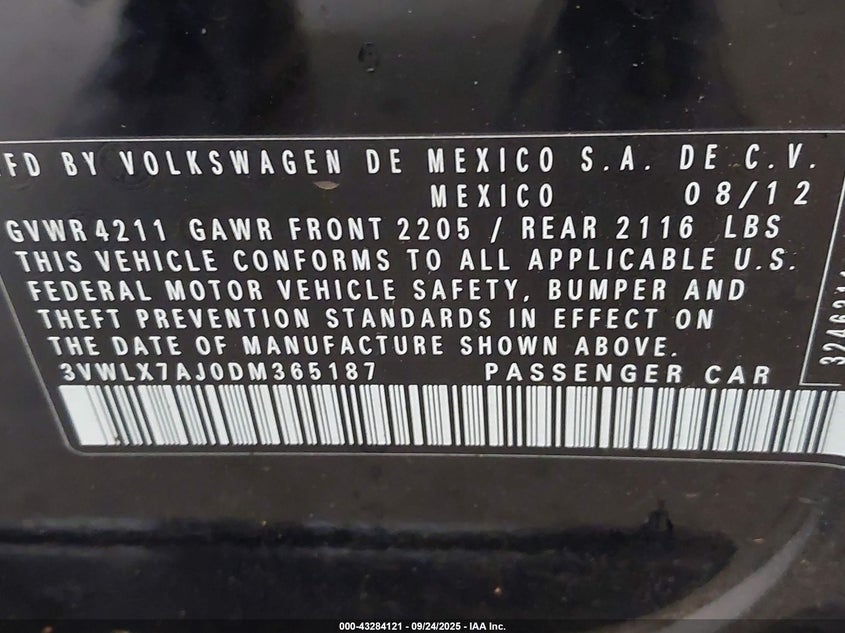 FD BY VOLKSWAGEN DE MEXICO S.A. DE C.V.
MEXICO 08/12
GVWR4211 GAWR FRONT 2205 / REAR 2116 LBS
THIS VEHICLE CONFORMS TO ALL APPLICABLE U.S.
FEDERAL MOTOR VEHICLE SAFETY, BUMPER AND
THEFT PREVENTION STANDARDS IN EFFECT ON
THE DATE OF MANUFACTURE SHOWN ABOVE.
3VWLX7AJ0DM365187 PASSENGER CAR
000-43284121 - 09/24/2025 - IAA Inc.